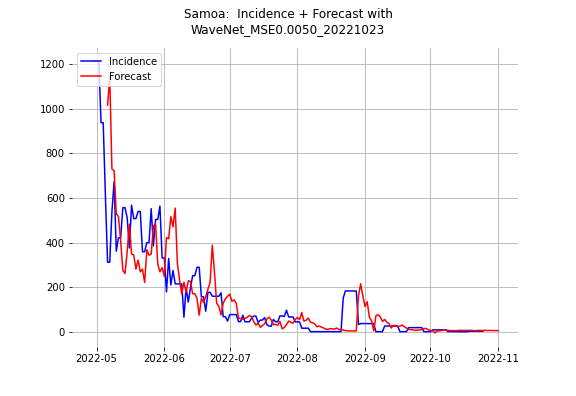 Samoa:  Incidence + Forecast with
WaveNet_MSE0.0050_20221023
Incidence
Forecast
1200
1000
800
600
400
200
0
2022-05 2022-06 2022-07 2022-08 2022-09 2022-10 2022-11